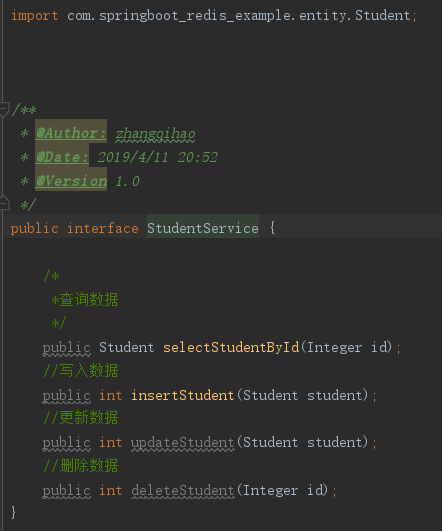 import com.springboot_redis_example.entity.Student;
/**
* @Author: zhangqihao
* @Date: 2019/4/11 20:52
* @Version 1.0
*/
public interface StudentService {
/*
*查询数据
*/
public Student selectStudentById(Integer id);
//写入数据
public int insertStudent(Student student);
//更新数据
public int updateStudent(Student student);
//删除数据
public int deleteStudent(Integer id);
}